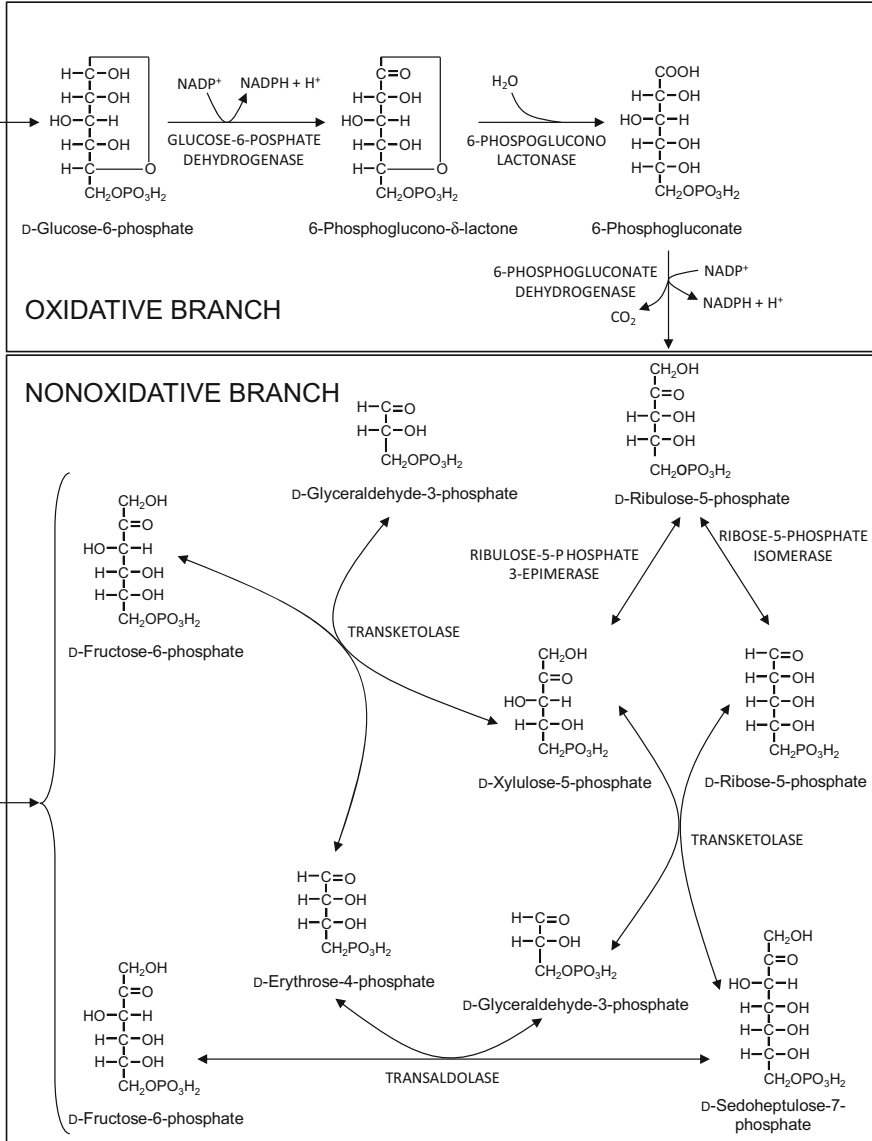 H–C–OH
H–C–OH
HO–C–H
H–C–OH
H–C–O
CH₂OPO₃H₂
D-Glucose-6-phosphate
NADP⁺
NADPH + H⁺
GLUCOSE-6-POSPHATE
DEHYDROGENASE
C=O
H–C–OH
HO–C–H
H–C–OH
H–C–O
CH₂OPO₃H₂
6-Phosphoglucono-δ-lactone
H₂O
6-PHOSPOGLUCONO
LACTONASE
COOH
H–C–OH
HO–C–H
H–C–OH
H–C–OH
CH₂OPO₃H₂
6-Phosphogluconate
6-PHOSPHOGLUCONATE
DEHYDROGENASE
NADP⁺
NADPH + H⁺
CO₂
OXIDATIVE BRANCH
NONOXIDATIVE BRANCH
H–C=O
H–C–OH
CH₂OPO₃H₂
D-Glyceraldehyde-3-phosphate
CH₂OH
C=O
H–C–OH
H–C–OH
CH₂OPO₃H₂
D-Ribulose-5-phosphate
CH₂OH
C=O
HO–C–H
H–C–OH
H–C–OH
CH₂OPO₃H₂
D-Fructose-6-phosphate
RIBULOSE-5-PHOSPHATE
3-EPIMERASE
RIBOSE-5-PHOSPHATE
ISOMERASE
TRANSKETOLASE
CH₂OH
C=O
HO–C–H
H–C–OH
CH₂PO₃H₂
D-Xylulose-5-phosphate
H–C=O
H–C–OH
H–C–OH
H–C–OH
CH₂PO₃H₂
D-Ribose-5-phosphate
TRANSKETOLASE
H–C=O
H–C–OH
H–C–OH
CH₂PO₃H₂
D-Erythrose-4-phosphate
H–C=O
H–C–OH
CH₂OPO₃H₂
D-Glyceraldehyde-3-phosphate
CH₂OH
C=O
HO–C–H
H–C–OH
H–C–OH
H–C–OH
CH₂OPO₃H₂
D-Sedoheptulose-7-
phosphate
CH₂OH
C=O
HO–C–H
H–C–OH
H–C–OH
CH₂OPO₃H₂
D-Fructose-6-phosphate
TRANSALDOLASE